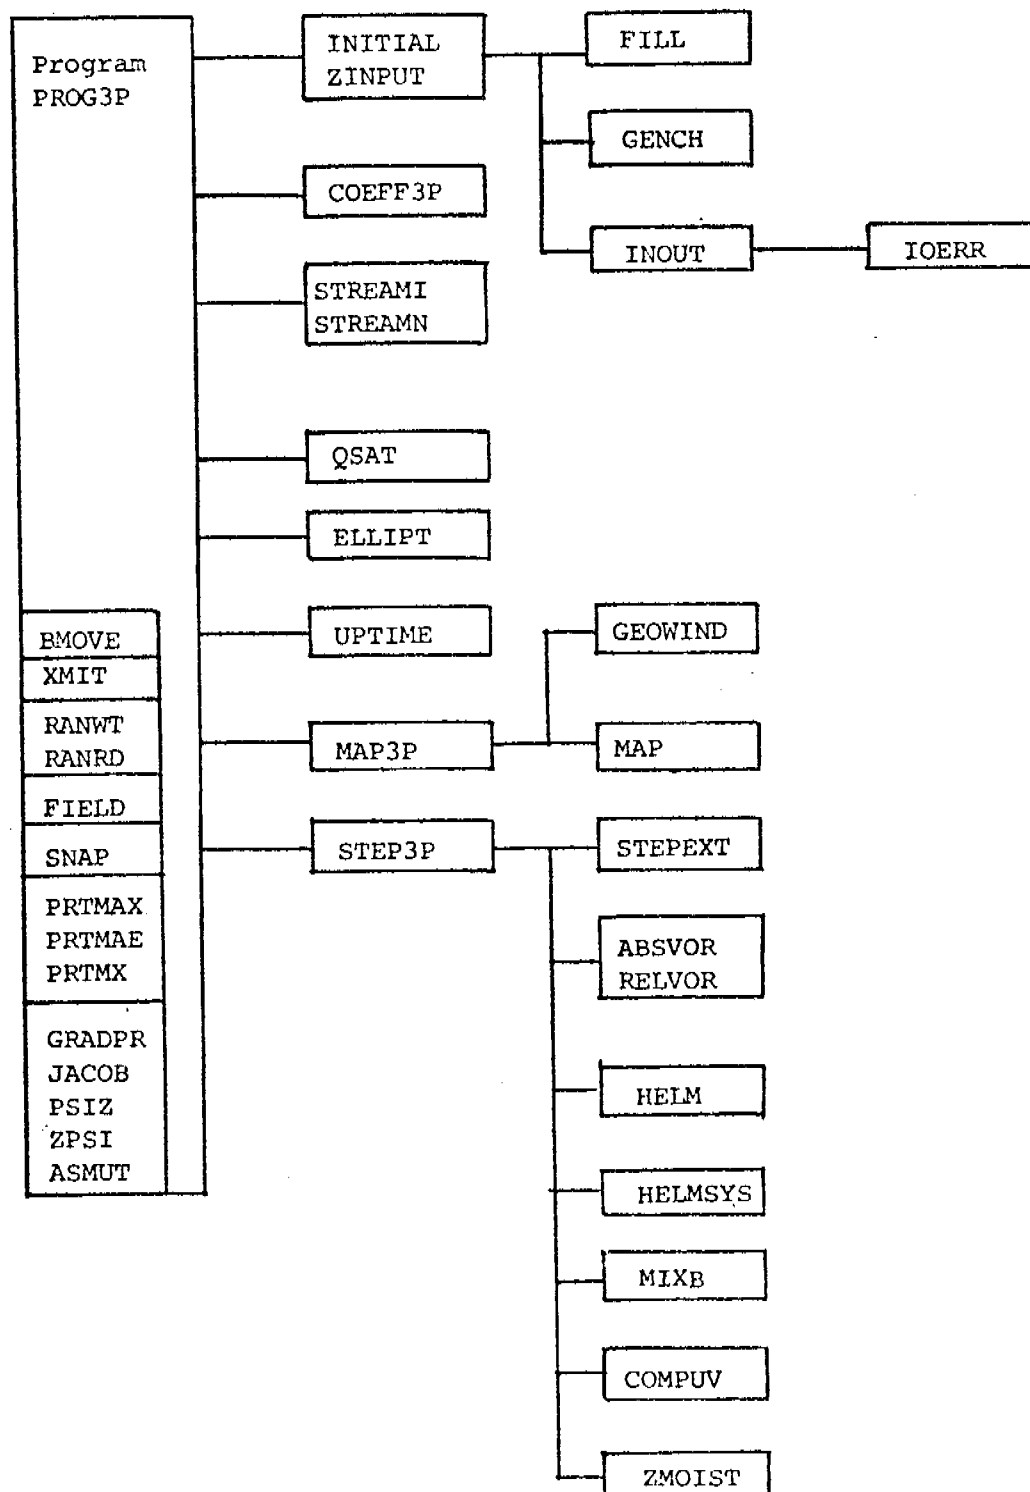 Program
PROG3P
BMOVE
XMIT
RANWT
RANRD
FIELD
SNAP
PRTMAX
PRTMAE
PRTMX
GRADPR
JACOB
PSIZ
ZPSI
ASMUT
INITIAL
ZINPUT
COEFF3P
STREAMI
STREAMN
QSAT
ELLIPT
UPTIME
MAP3P
STEP3P
FILL
GENCH
INOUT
IOERR
GEOWIND
MAP
STEPEXT
ABSVOR
RELVOR
HELM
HELMSYS
MIXB
COMPUV
ZMOIST